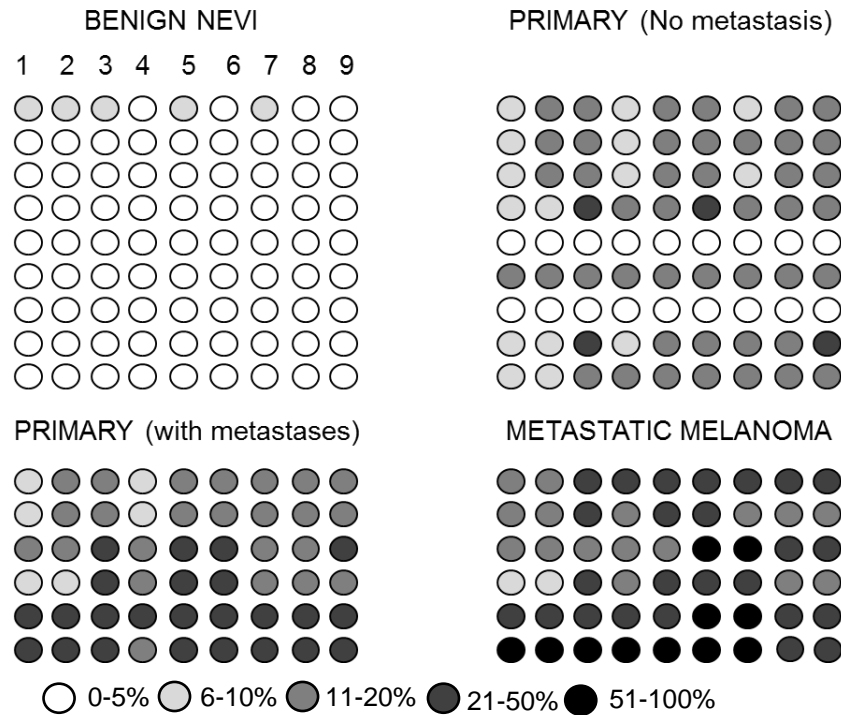 BENIGN NEVI
1 2 3 4 5 6 7 8 9
PRIMARY (No metastasis)
PRIMARY (with metastases)
METASTATIC MELANOMA
0-5% 6-10% 11-20% 21-50% 51-100%